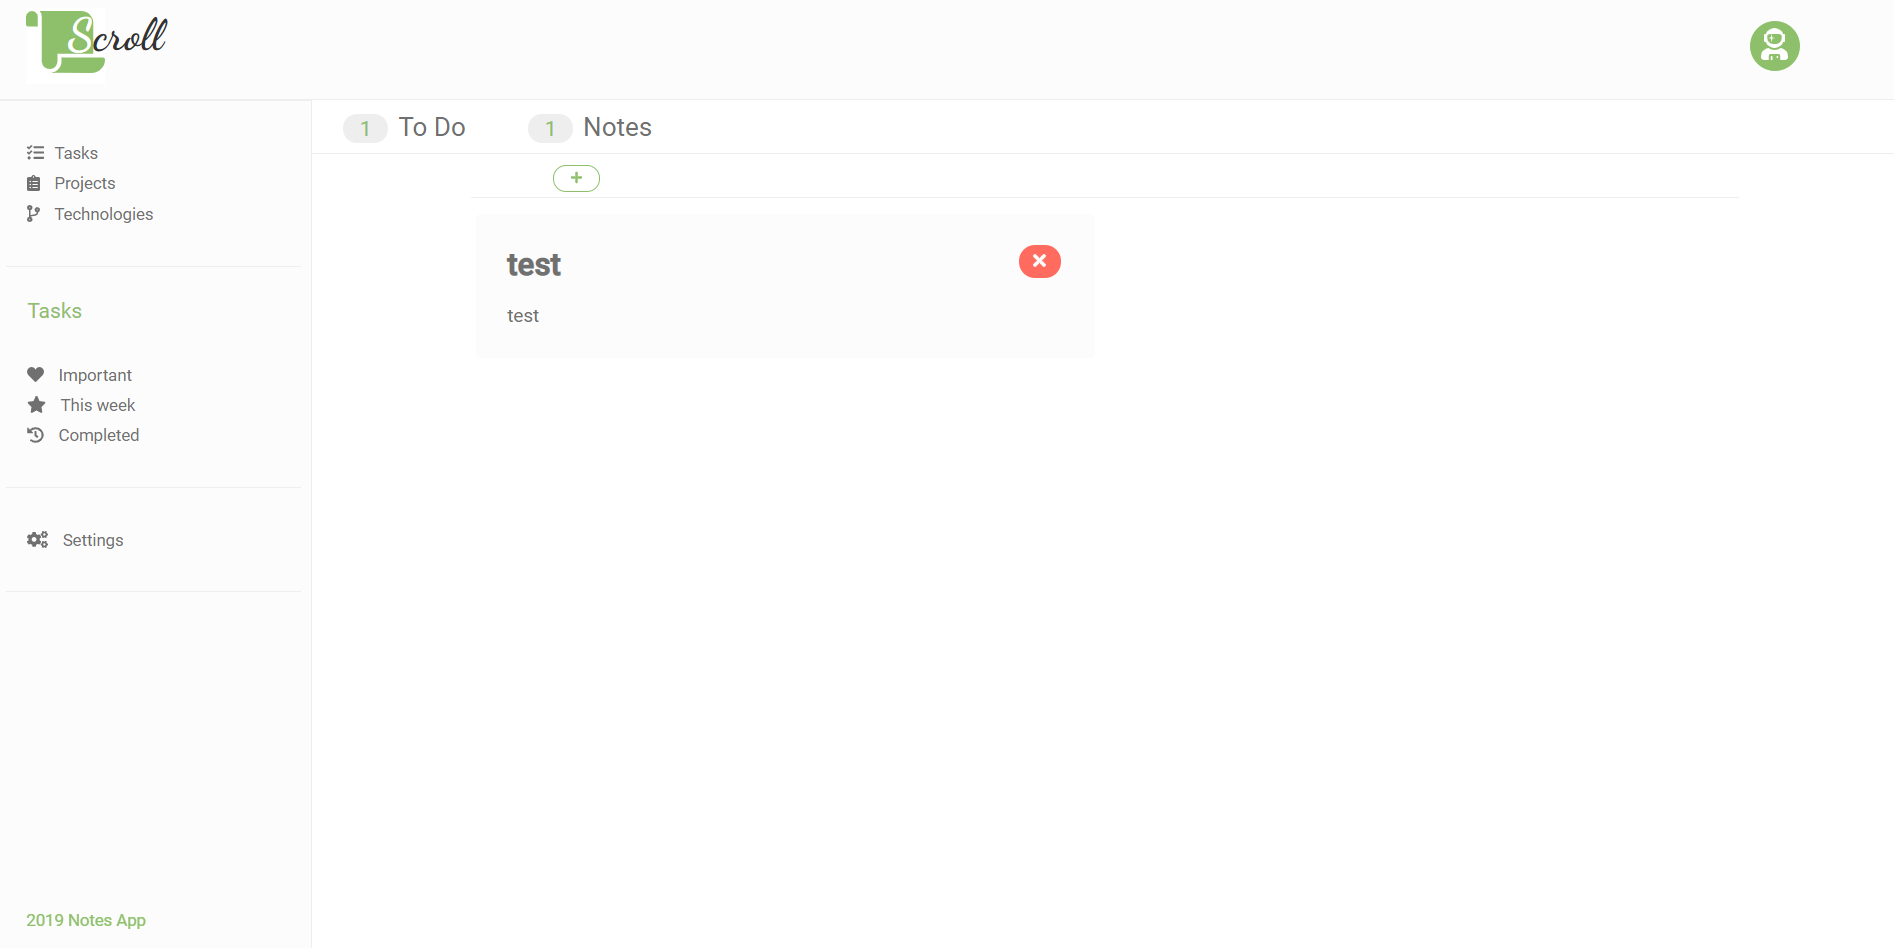 Scroll
1 To Do 1 Notes
+
Tasks
Projects
Technologies
Tasks
Important
This week
Completed
Settings
test
test
2019 Notes App